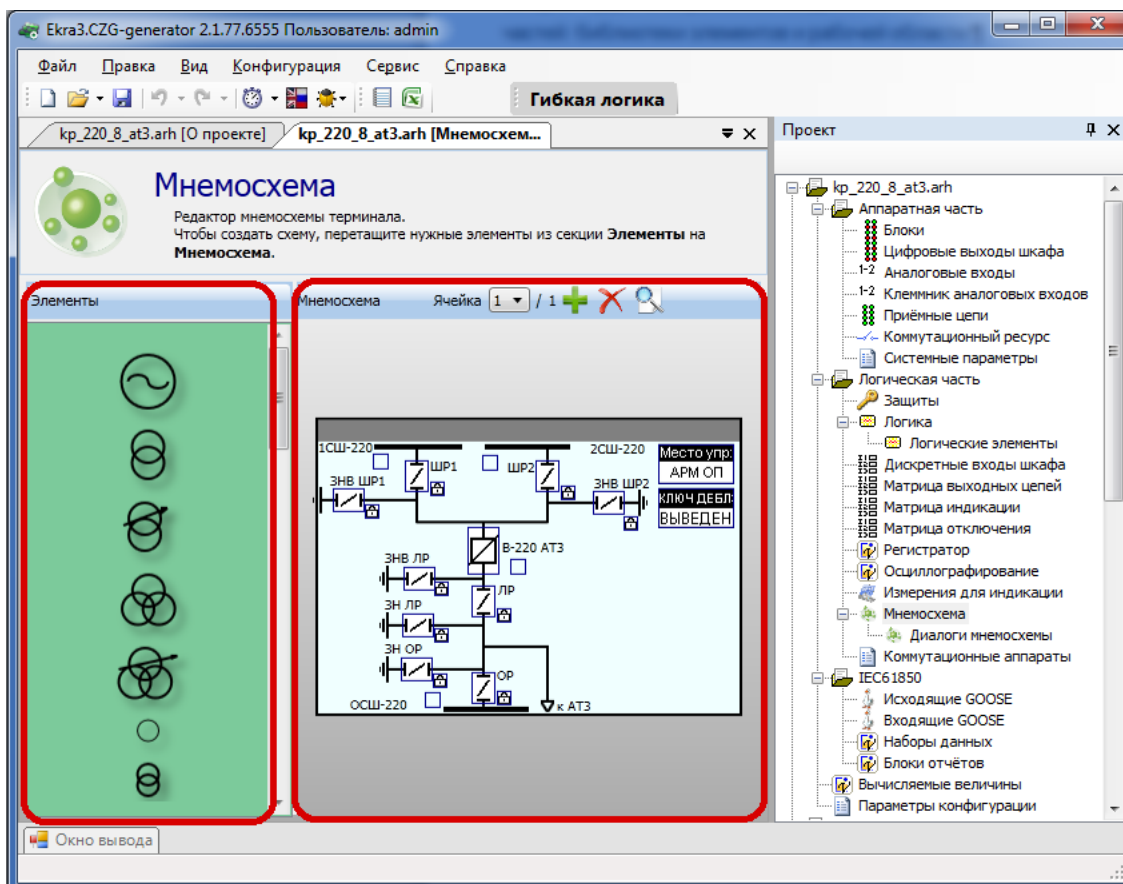 Ekra3.CZG-generator 2.1.77.6555 Пользователь: admin
Файл Правка Вид Конфигурация Сервис Справка
Гибкая логика
kp_220_8_at3.arh [О проекте] kp_220_8_at3.arh [Мнемосхем...
Мнемосхема
Редактор мнемосхемы терминала.
Чтобы создать схему, перетащите нужные элементы из секции Элементы на
Мнемосхема.
Элементы
Мнемосхема Ячейка 1 / 1
1СШ-220 2СШ-220 Место упр:
ШР1 ШР2 АРМ ОП
ЗНВ ШР1 ЗНВ ШР2 КЛЮЧ ДЕБЛ:
ВЫВЕДЕН
В-220 АТ3
ЗНВ ЛР
ЛР
ЗН ЛР
ЗН ОР
ОР
ОСШ-220 к АТ3
Проект
kp_220_8_at3.arh
Аппаратная часть
Блоки
Цифровые выходы шкафа
1-2 Аналоговые входы
1-2 Клеммник аналоговых входов
Приёмные цепи
Коммутационный ресурс
Системные параметры
Логическая часть
Защиты
Логика
Логические элементы
Дискретные входы шкафа
Матрица выходных цепей
Матрица индикации
Матрица отключения
Регистратор
Осциллографирование
Измерения для индикации
Мнемосхема
Диалоги мнемосхемы
Коммутационные аппараты
IEC61850
Исходящие GOOSE
Входящие GOOSE
Наборы данных
Блоки отчётов
Вычисляемые величины
Параметры конфигурации
Окно вывода